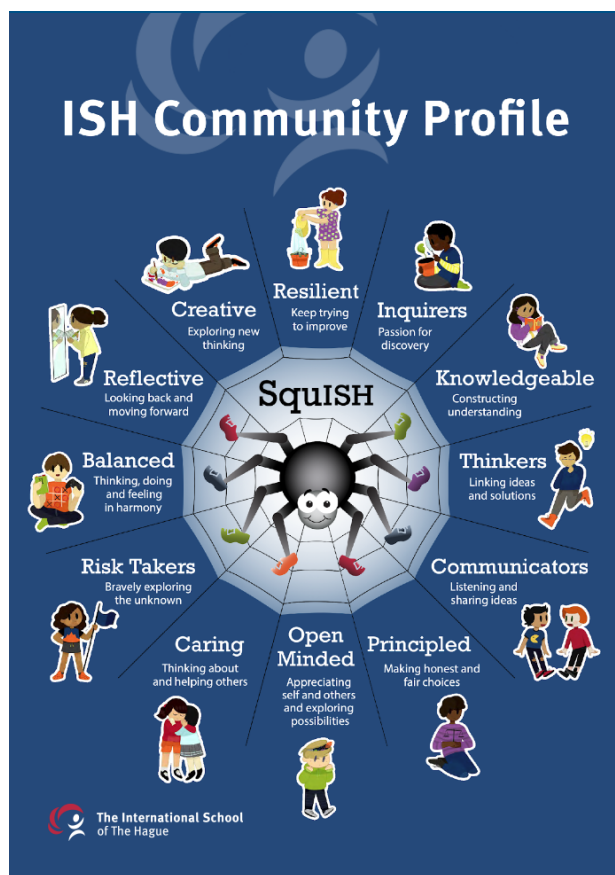 ISH Community Profile
Resilient
Keep trying
to improve
Inquirers
Passion for
discovery
Knowledgeable
Constructing
understanding
Thinkers
Linking ideas
and solutions
Communicators
Listening and
sharing ideas
Principled
Making honest and
fair choices
Open
Minded
Appreciating
self and others
and exploring
possibilities
Caring
Thinking about
and helping others
Risk Takers
Bravely exploring
the unknown
Balanced
Thinking, doing
and feeling
in harmony
Reflective
Looking back and
moving forward
Creative
Exploring new
thinking
SquISH
The International School
of The Hague